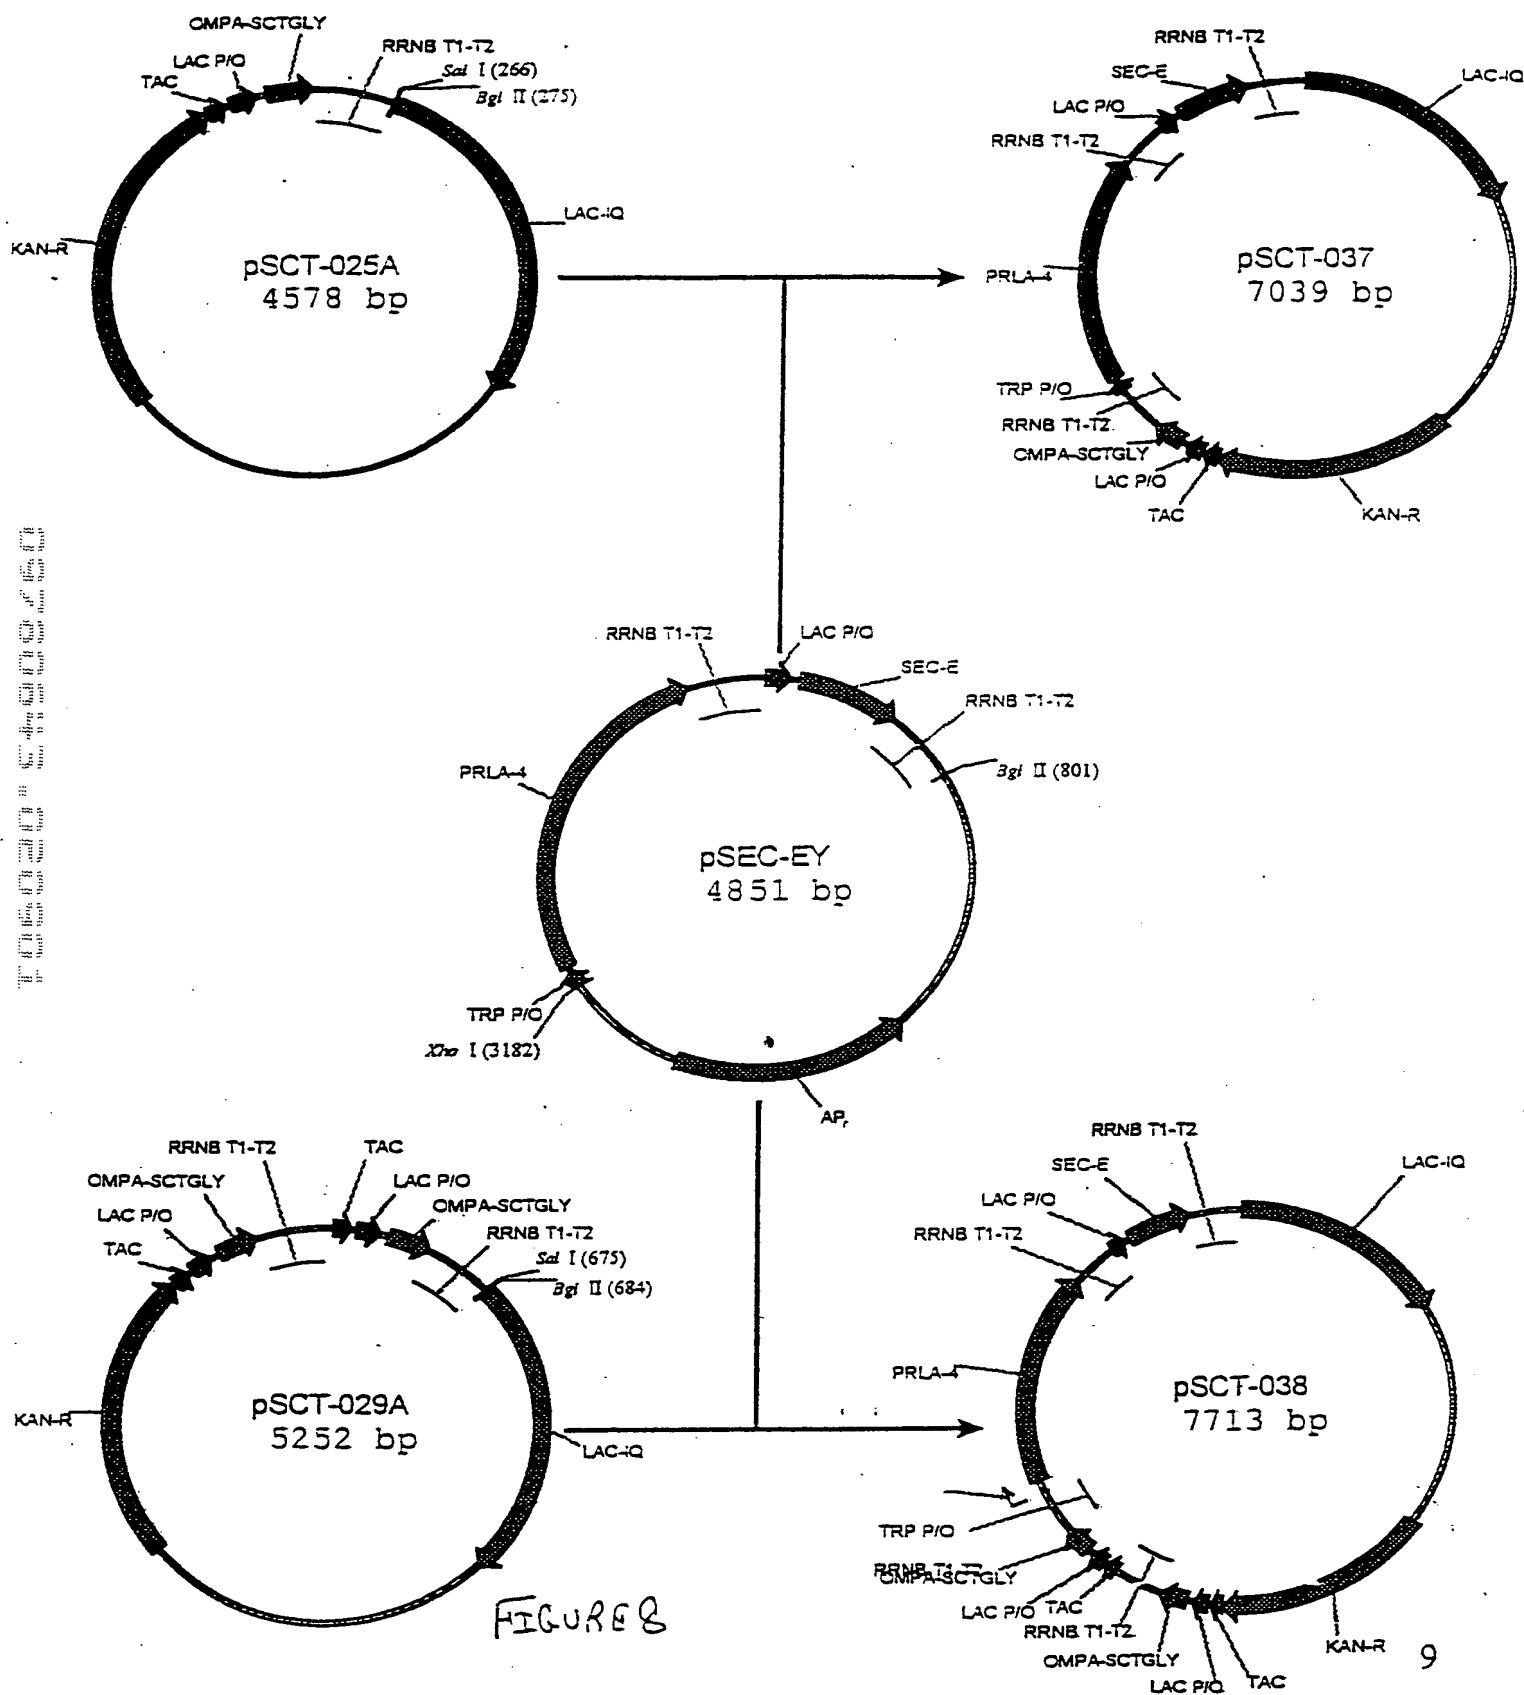 OMPA-SCTGLY
RRNB T1-T2
LAC P/O
Sal I (266)
TAC
Bgl II (275)
LAC-IQ
KAN-R
pSCT-025A
4578 bp
RRNB T1-T2
SEC-E
LAC-IQ
LAC P/O
RRNB T1-T2
pSCT-037
7039 bp
PRLA-4
TRP P/O
RRNB T1-T2
OMPA-SCTGLY
LAC P/O
TAC
KAN-R
RRNB T1-T2
LAC P/O
SEC-E
RRNB T1-T2
PRLA-4
Bgl II (801)
pSEC-EY
4851 bp
TRP P/O
Xho I (3182)
APr
RRNB T1-T2
TAC
OMPA-SCTGLY
LAC P/O
OMPA-SCTGLY
LAC P/O
RRNB T1-T2
TAC
Sal I (675)
Bgl II (684)
pSCT-029A
5252 bp
KAN-R
LAC-IQ
RRNB T1-T2
SEC-E
LAC-IQ
LAC P/O
RRNB T1-T2
PRLA-4
pSCT-038
7713 bp
TRP P/O
RRNB T1-T2
OMPA-SCTGLY
LAC P/O
TAC
RRNB T1-T2
OMPA-SCTGLY
LAC P/O
TAC
KAN-R
FIGURE 8
9
09780643.020901